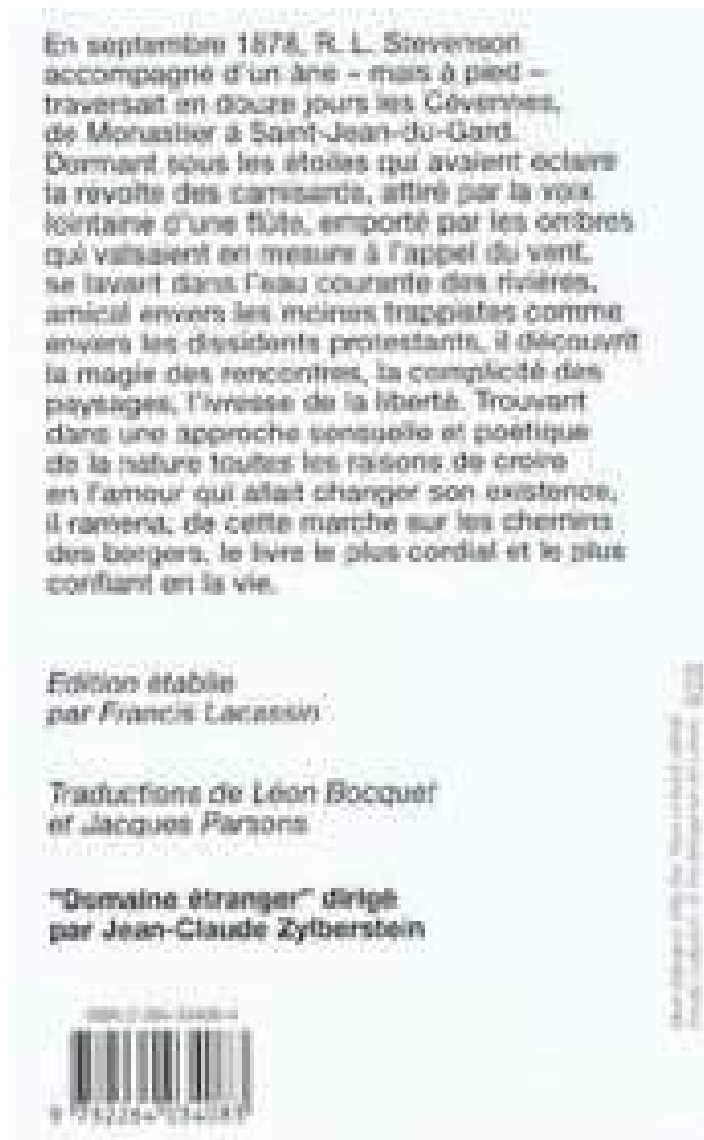 En septembre 1878, R. L. Stevenson
accompagné d'un âne – mais à pied –
traversait en douze jours les Cévennes,
de Monastier à Saint-Jean-du-Gard.
Dormant sous les étoiles qui avaient éclairé
la révolte des camisards, attiré par la voix
lointaine d'une flûte, emporté par les ombres
qui valsaient en mesure à l'appel du vent,
se lavant dans l'eau courante des rivières,
amical envers les moines trappistes comme
envers les dissidents protestants, il découvrit
la magie des rencontres, la complicité des
paysages, l'ivresse de la liberté. Trouvant
dans une approche sensuelle et poétique
de la nature toutes les raisons de croire
en l'amour qui allait changer son existence,
il ramena, de cette marche sur les chemins
des bergers, le livre le plus cordial et le plus
confiant en la vie.
Edition établie
par Francis Lacassin
Traductions de Léon Bocquet
et Jacques Parsons
"Domaine étranger" dirigé
par Jean-Claude Zylberstein